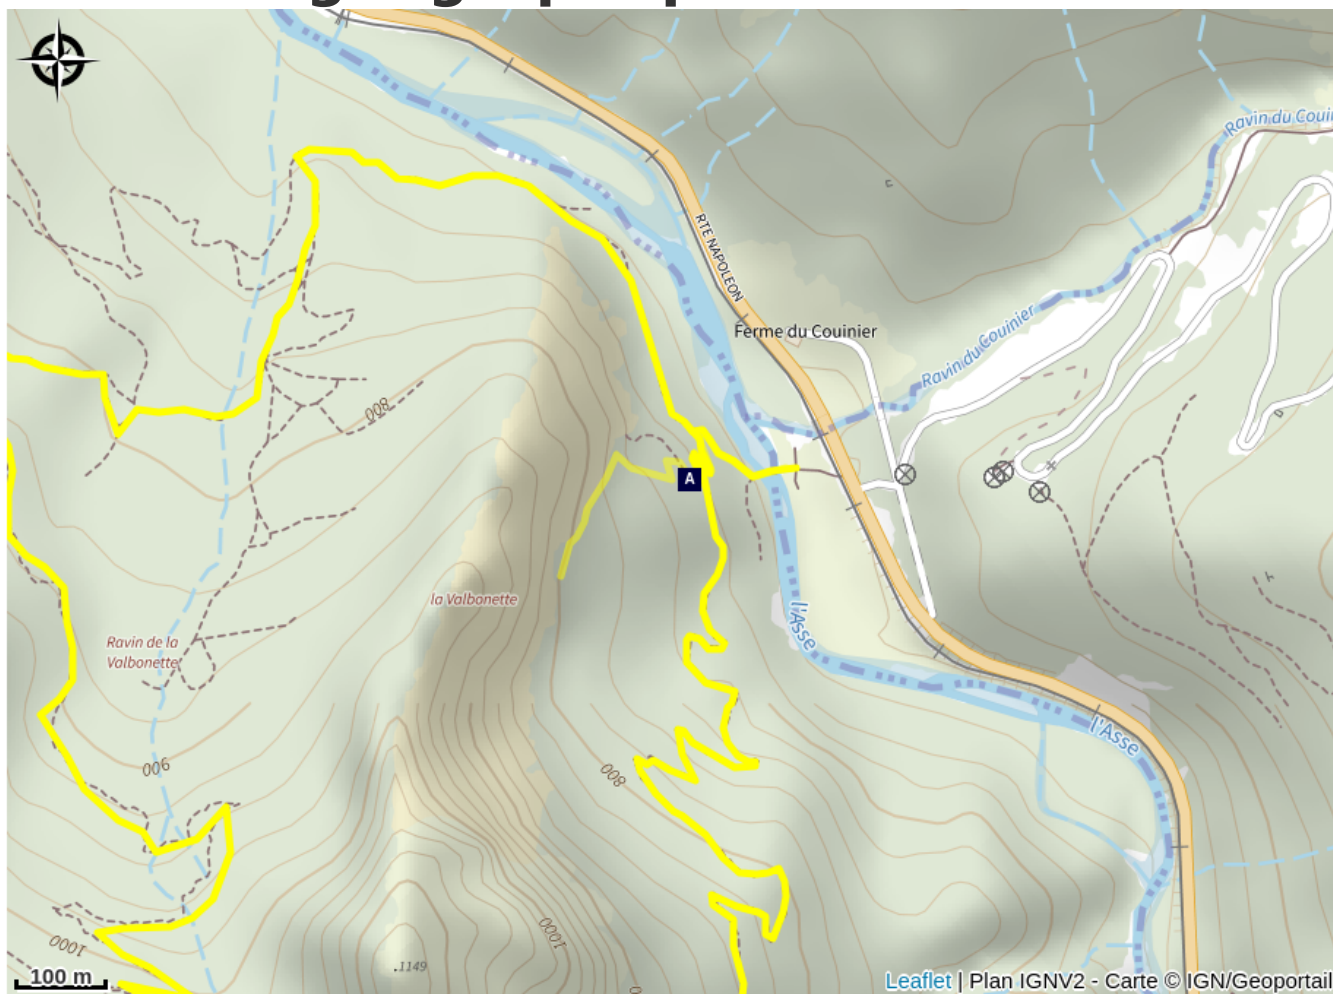 Ravin du Coui
RTE NAPOLEON
Ferme du Couinier
Ravin du Couinier
800
A
la Valbonette
l'Asse
Ravin de la
Valbonette
l'Asse
900
800
1000
1000
.1149
100 m
Leaflet | Plan IGNV2 - Carte © IGN/Geoportail